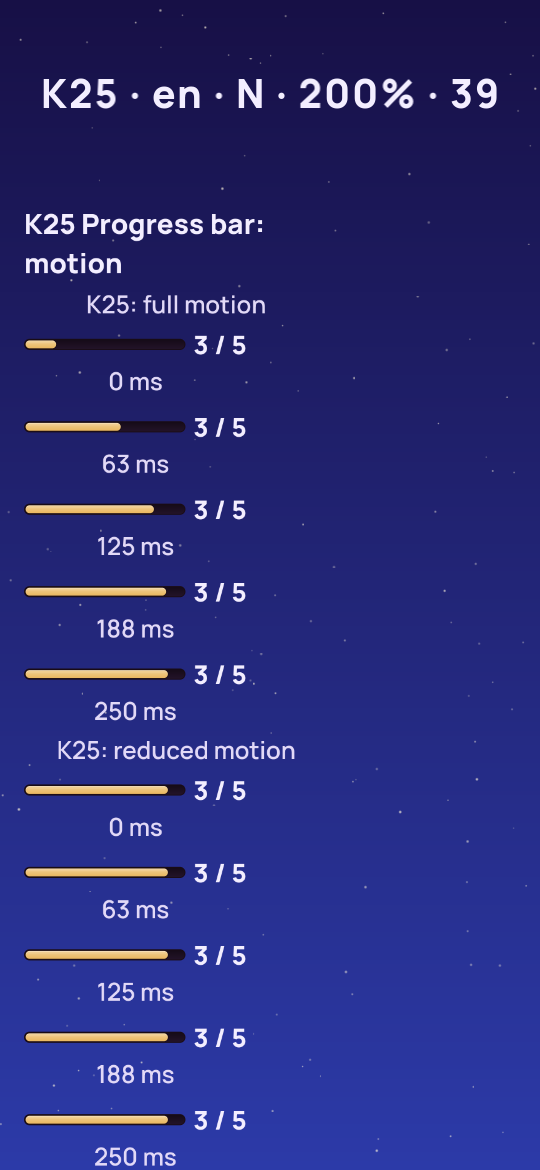 K25 · en · N · 200% · 39
K25 Progress bar:
motion
K25: full motion
3 / 5
0 ms
3 / 5
63 ms
3 / 5
125 ms
3 / 5
188 ms
3 / 5
250 ms
K25: reduced motion
3 / 5
0 ms
3 / 5
63 ms
3 / 5
125 ms
3 / 5
188 ms
3 / 5
250 ms